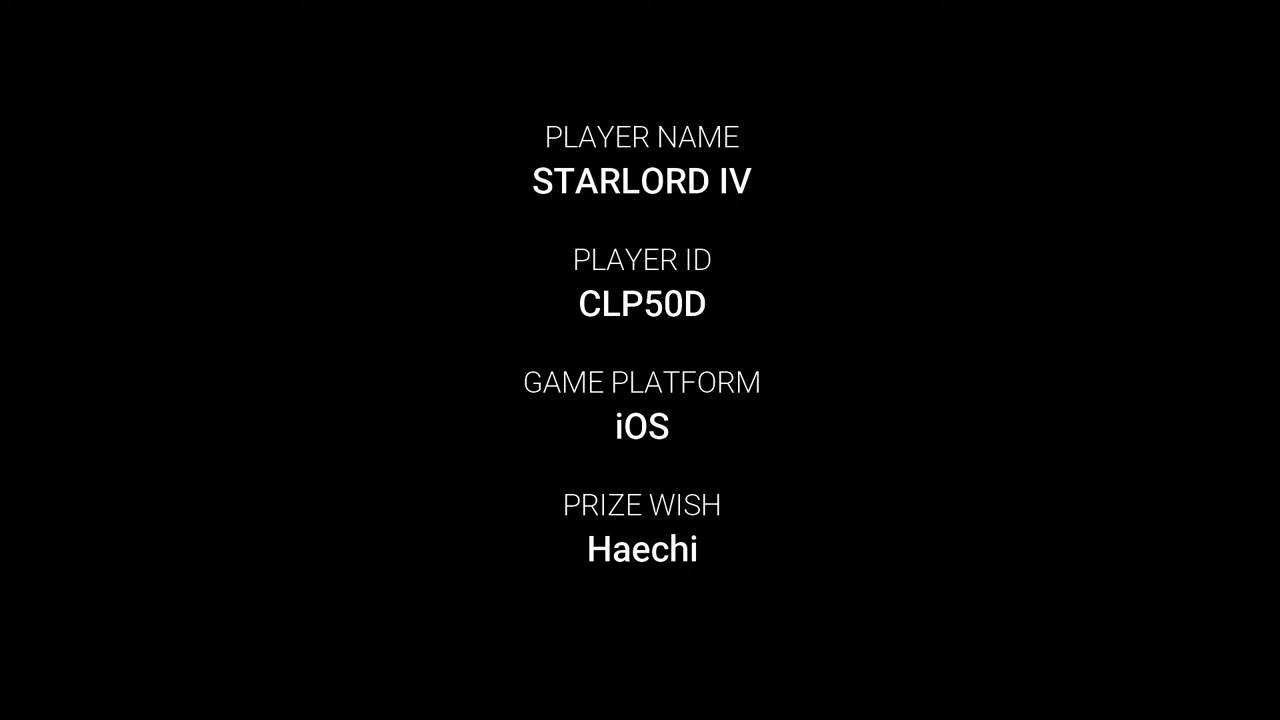 PLAYER NAME
STARLORD IV
PLAYER ID
CLP50D
GAME PLATFORM
iOS
PRIZE WISH
Haechi